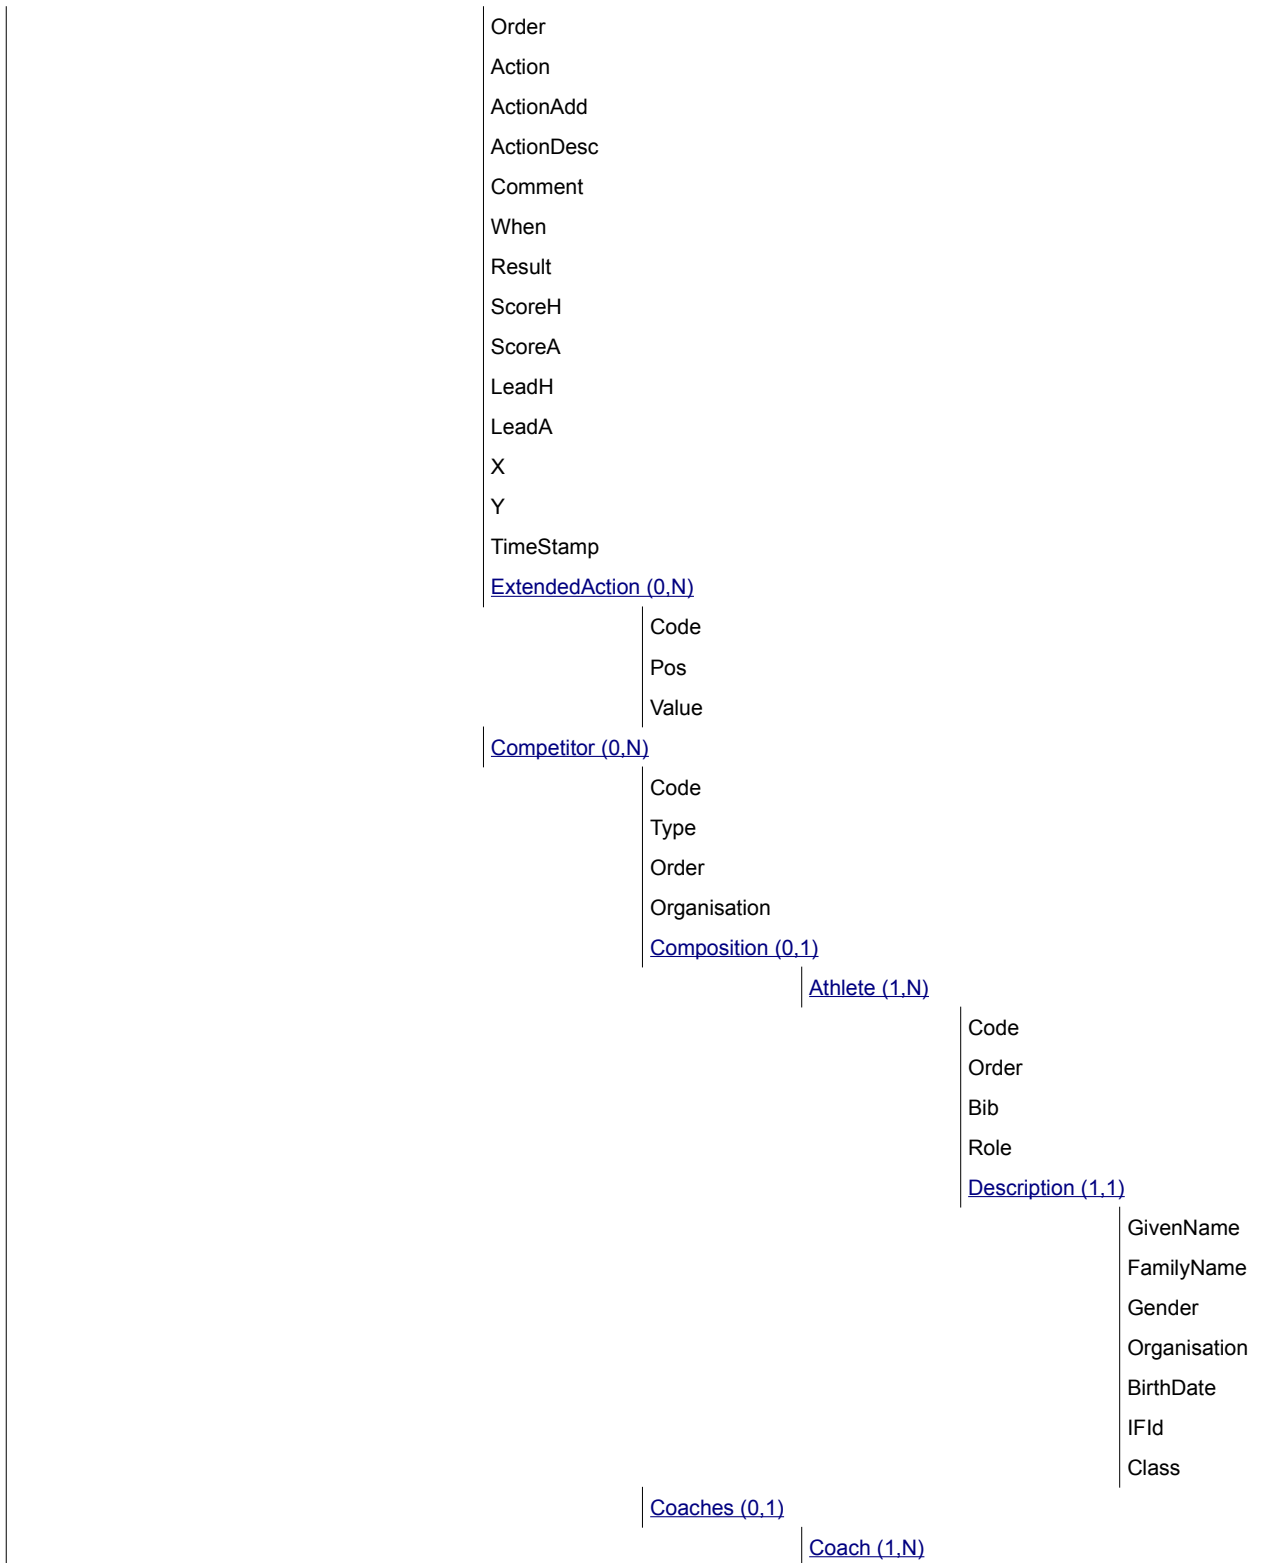 Order
Action
ActionAdd
ActionDesc
Comment
When
Result
ScoreH
ScoreA
LeadH
LeadA
X
Y
TimeStamp
ExtendedAction (0,N)
Code
Pos
Value
Competitor (0,N)
Code
Type
Order
Organisation
Composition (0,1)
Athlete (1,N)
Code
Order
Bib
Role
Description (1,1)
GivenName
FamilyName
Gender
Organisation
BirthDate
IFId
Class
Coaches (0,1)
Coach (1,N)